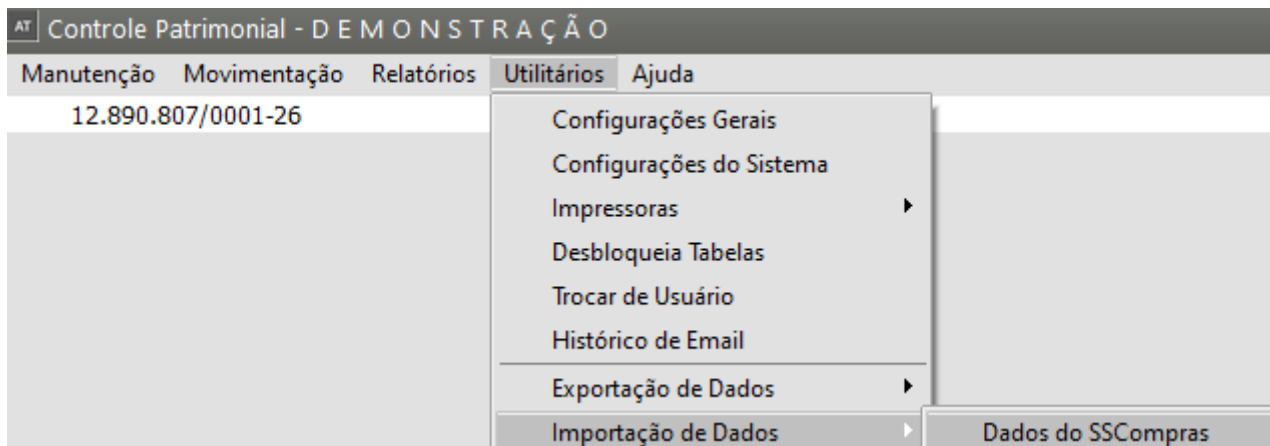 AT Controle Patrimonial - D E M O N S T R A Ç Ã O
Manutenção Movimentação Relatórios Utilitários Ajuda
12.890.807/0001-26
Configurações Gerais
Configurações do Sistema
Impressoras
Desbloqueia Tabelas
Trocar de Usuário
Histórico de Email
Exportação de Dados
Importação de Dados Dados do SSCompras